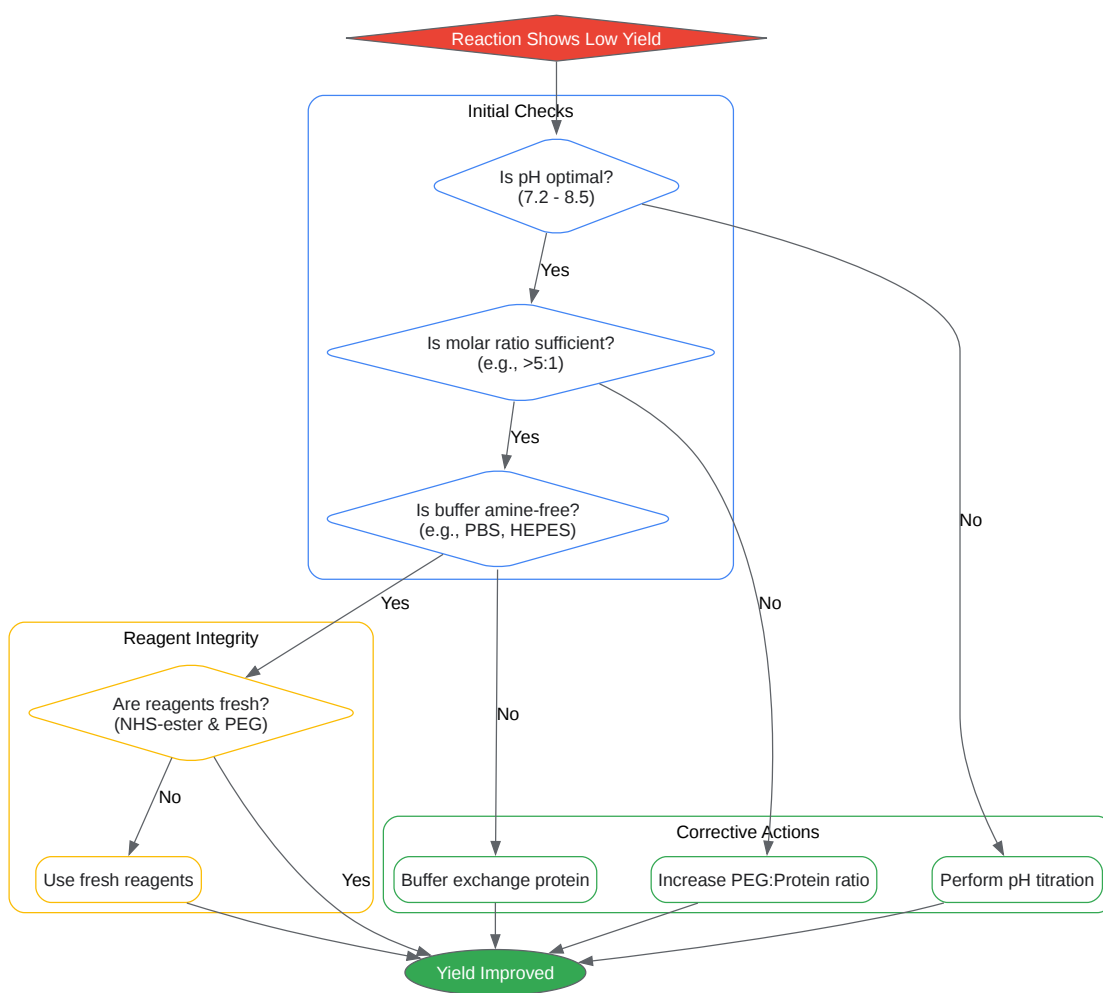 Reaction Shows Low Yield
Initial Checks
Is pH optimal?
(7.2 - 8.5)
Yes
Is molar ratio sufficient?
(e.g., >5:1)
Yes
Is buffer amine-free?
(e.g., PBS, HEPES)
No
Yes
No
Reagent Integrity
Are reagents fresh?
(NHS-ester & PEG)
No
No
Corrective Actions
Use fresh reagents
Yes
Buffer exchange protein
Increase PEG:Protein ratio
Perform pH titration
Yield Improved